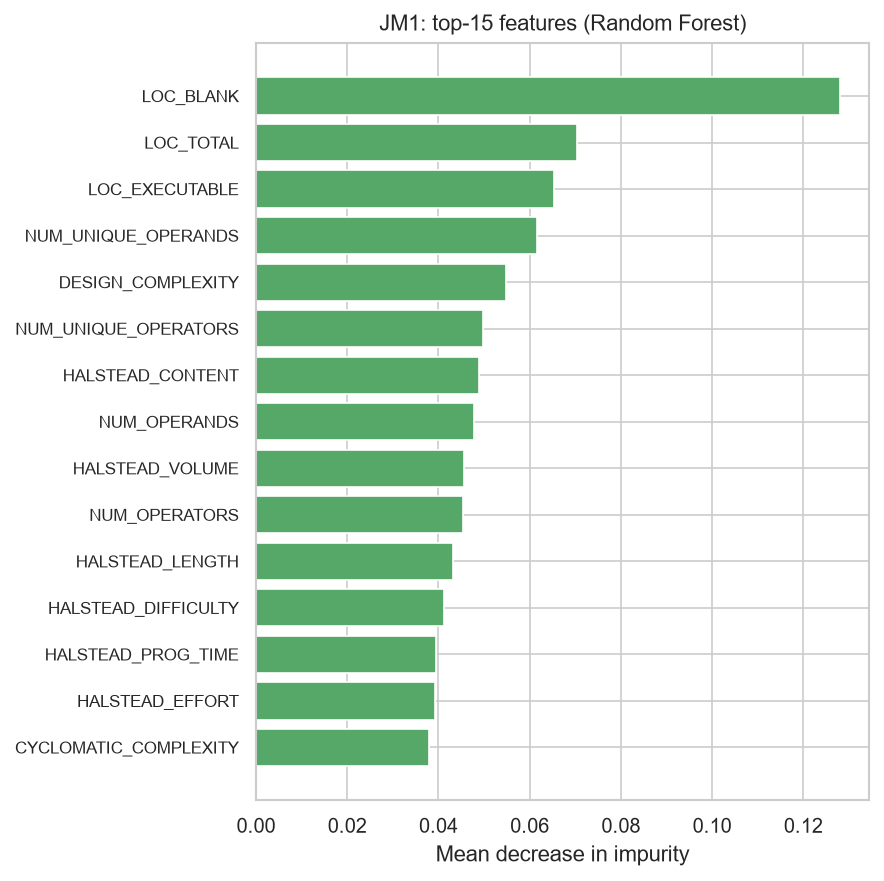 JM1: top-15 features (Random Forest)
LOC_BLANK
LOC_TOTAL
LOC_EXECUTABLE
NUM_UNIQUE_OPERANDS
DESIGN_COMPLEXITY
NUM_UNIQUE_OPERATORS
HALSTEAD_CONTENT
NUM_OPERANDS
HALSTEAD_VOLUME
NUM_OPERATORS
HALSTEAD_LENGTH
HALSTEAD_DIFFICULTY
HALSTEAD_PROG_TIME
HALSTEAD_EFFORT
CYCLOMATIC_COMPLEXITY
0.00 0.02 0.04 0.06 0.08 0.10 0.12
Mean decrease in impurity